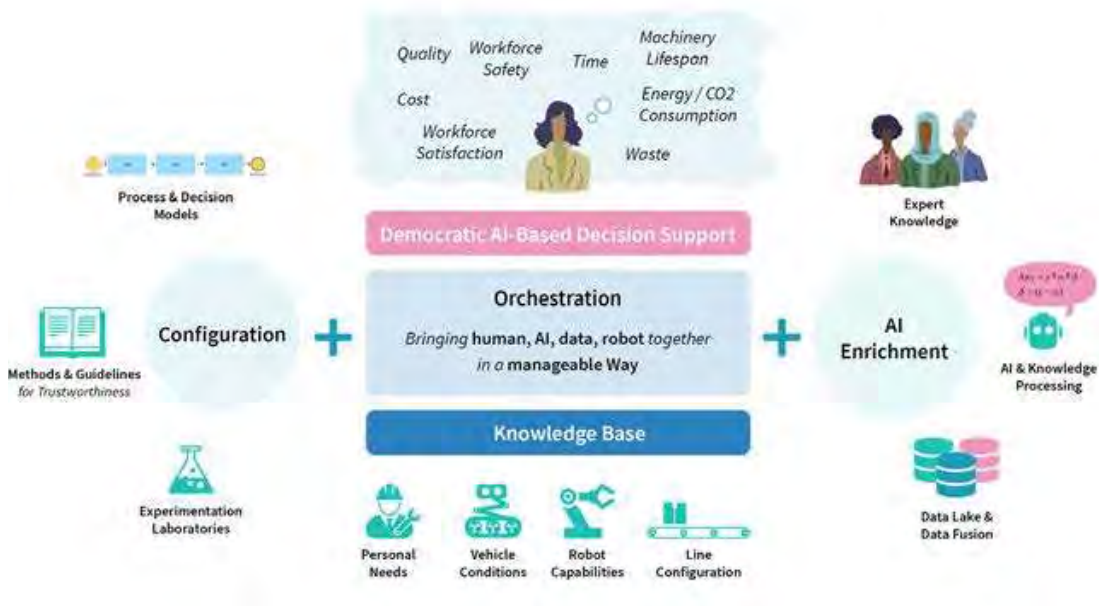 Quality
Workforce
Safety
Time
Machinery
Lifespan
Cost
Energy / CO2
Consumption
Workforce
Satisfaction
Waste
Process & Decision
Models
Expert
Knowledge
Democratic AI-Based Decision Support
Configuration
Orchestration
Bringing human, AI, data, robot together
in a manageable Way
AI
Enrichment
Methods & Guidelines
for Trustworthiness
AI & Knowledge
Processing
Knowledge Base
Experimentation
Laboratories
Data Lake &
Data Fusion
Personal
Needs
Vehicle
Conditions
Robot
Capabilities
Line
Configuration